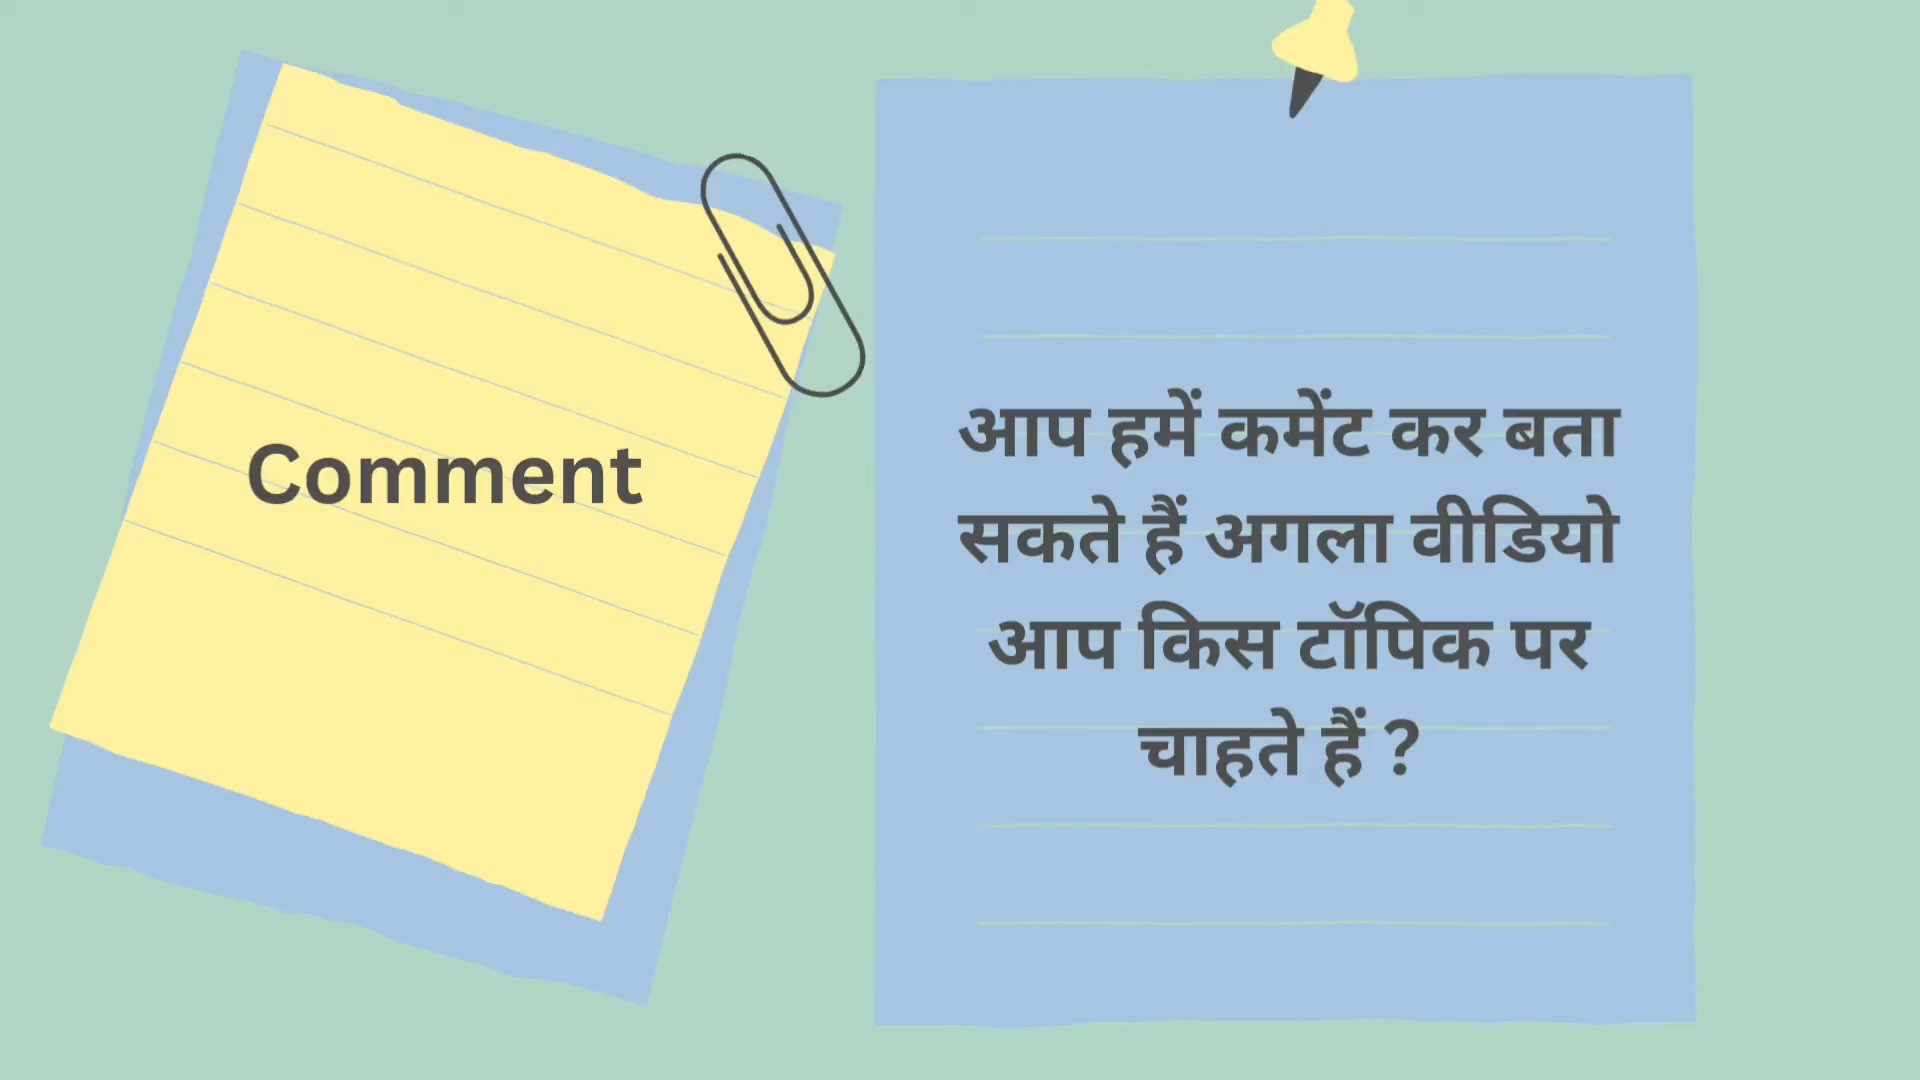 Comment
आप हमें कमेंट कर बता
सकते हैं अगला वीडियो
आप किस टॉपिक पर
चाहते हैं ?